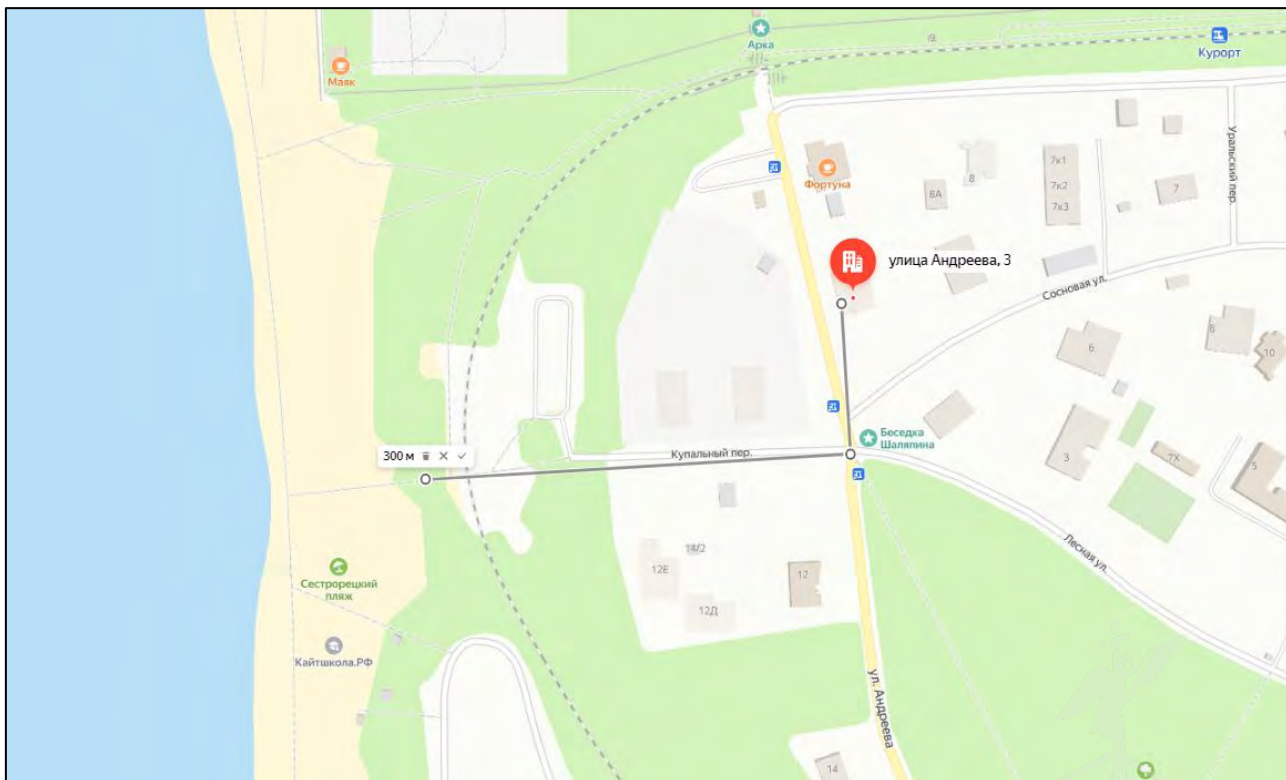 Арка
Курорт
Маяк
Фортуна
8А
8
7к1
7к2
7к3
7
Уральский пер.
улица Андреева, 3
Сосновая ул.
6
8
10
Беседка
Шаляпина
300 м
Купальный пер.
3
7Х
5
14/2
12Е
12
12Д
Лесная ул.
Сестрорецкий
пляж
Кайтшкола.РФ
ул. Андреева
14